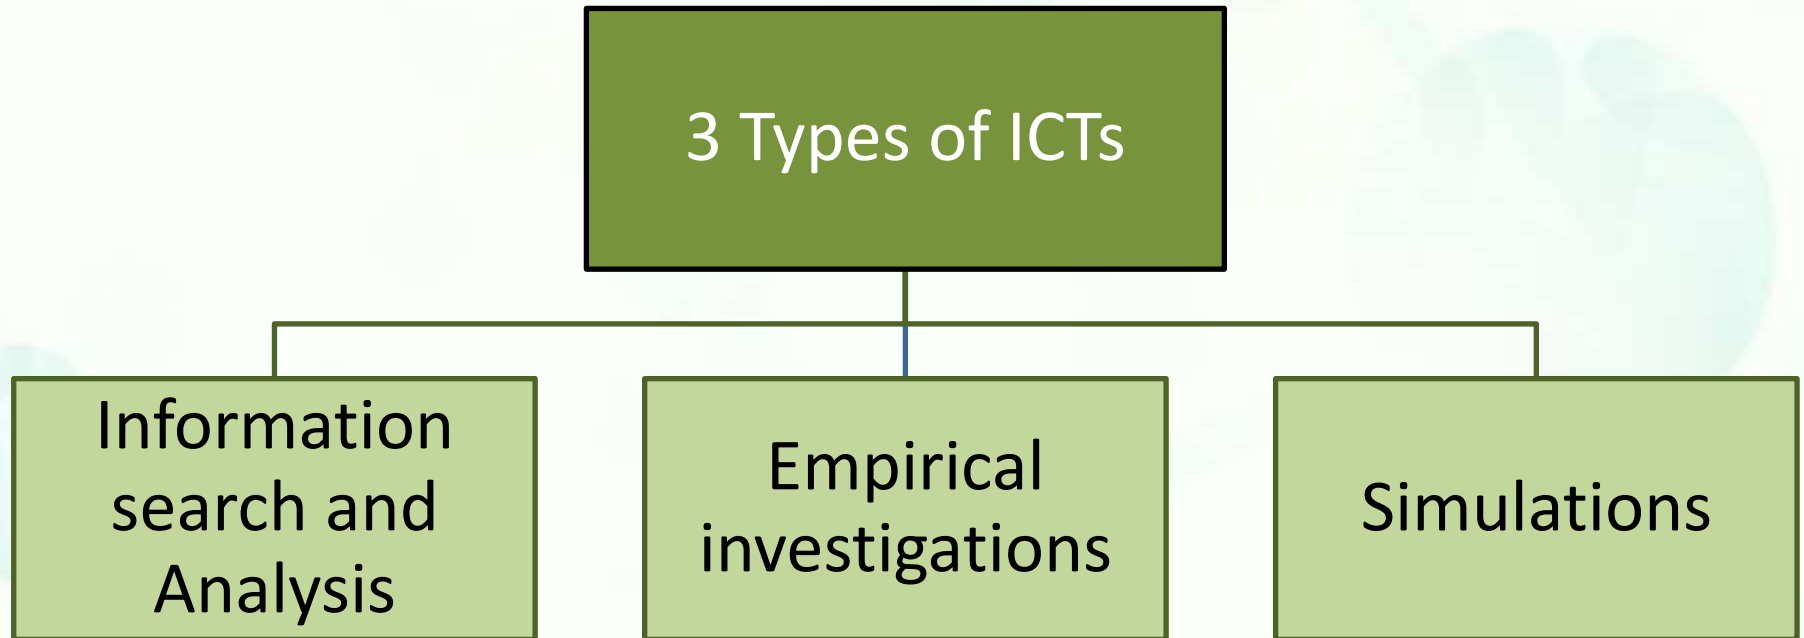 3 Types of ICTs
Information
search and
Analysis
Empirical
investigations
Simulations